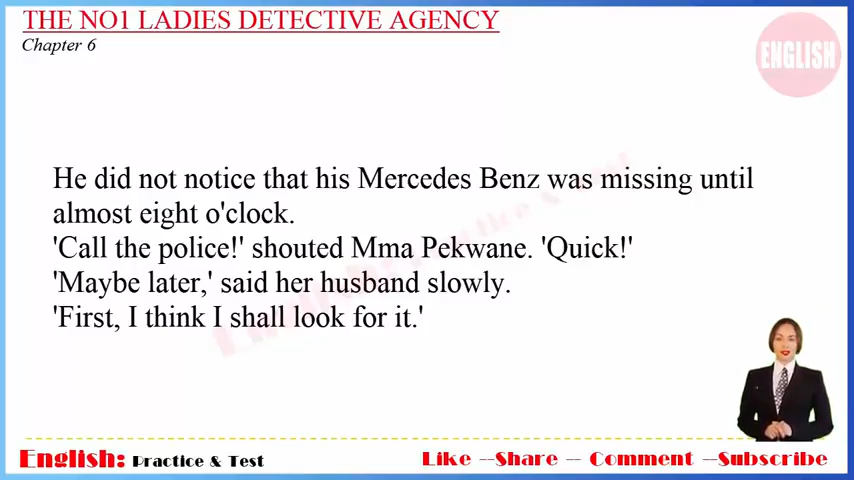 THE NO1 LADIES DETECTIVE AGENCY
Chapter 6
ENGLISH
He did not notice that his Mercedes Benz was missing until
almost eight o'clock.
'Call the police!' shouted Mma Pekwane. 'Quick!'
'Maybe later,' said her husband slowly.
'First, I think I shall look for it.'
English: Practice & Test
Like --Share -- Comment --Subscribe